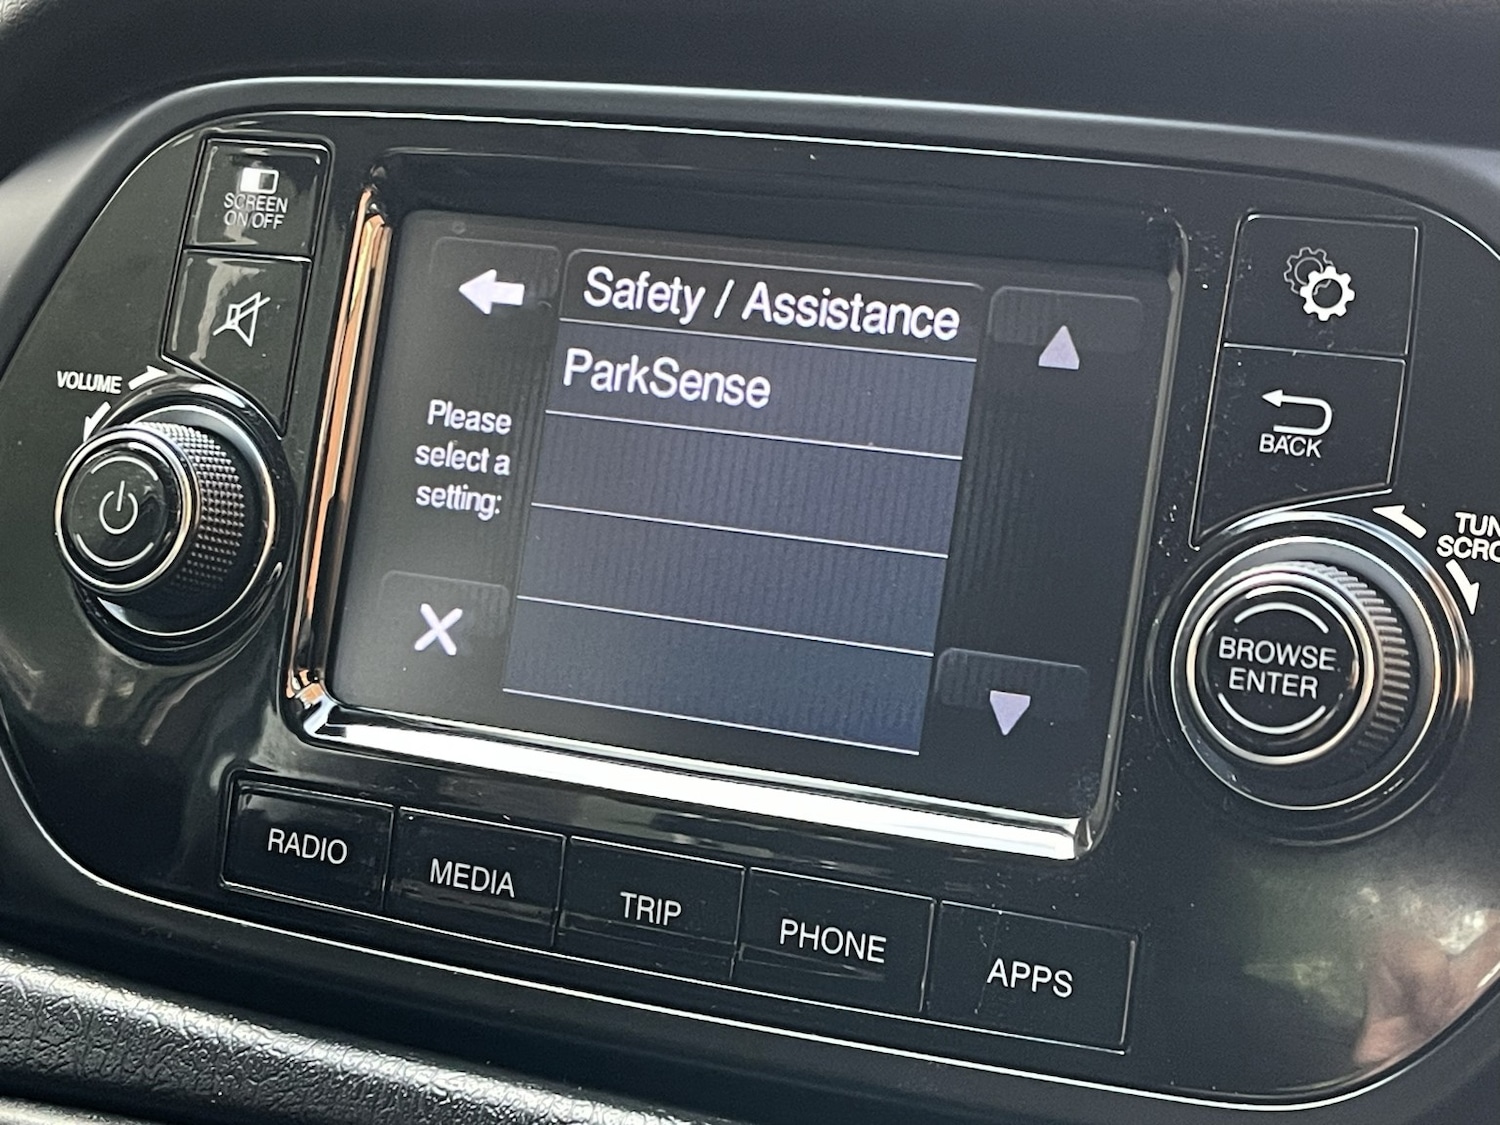 SCREEN
ON/OFF
VOLUME
Safety / Assistance
ParkSense
Please
select a
setting:
BACK
BROWSE
ENTER
RADIO
MEDIA
TRIP
PHONE
APPS